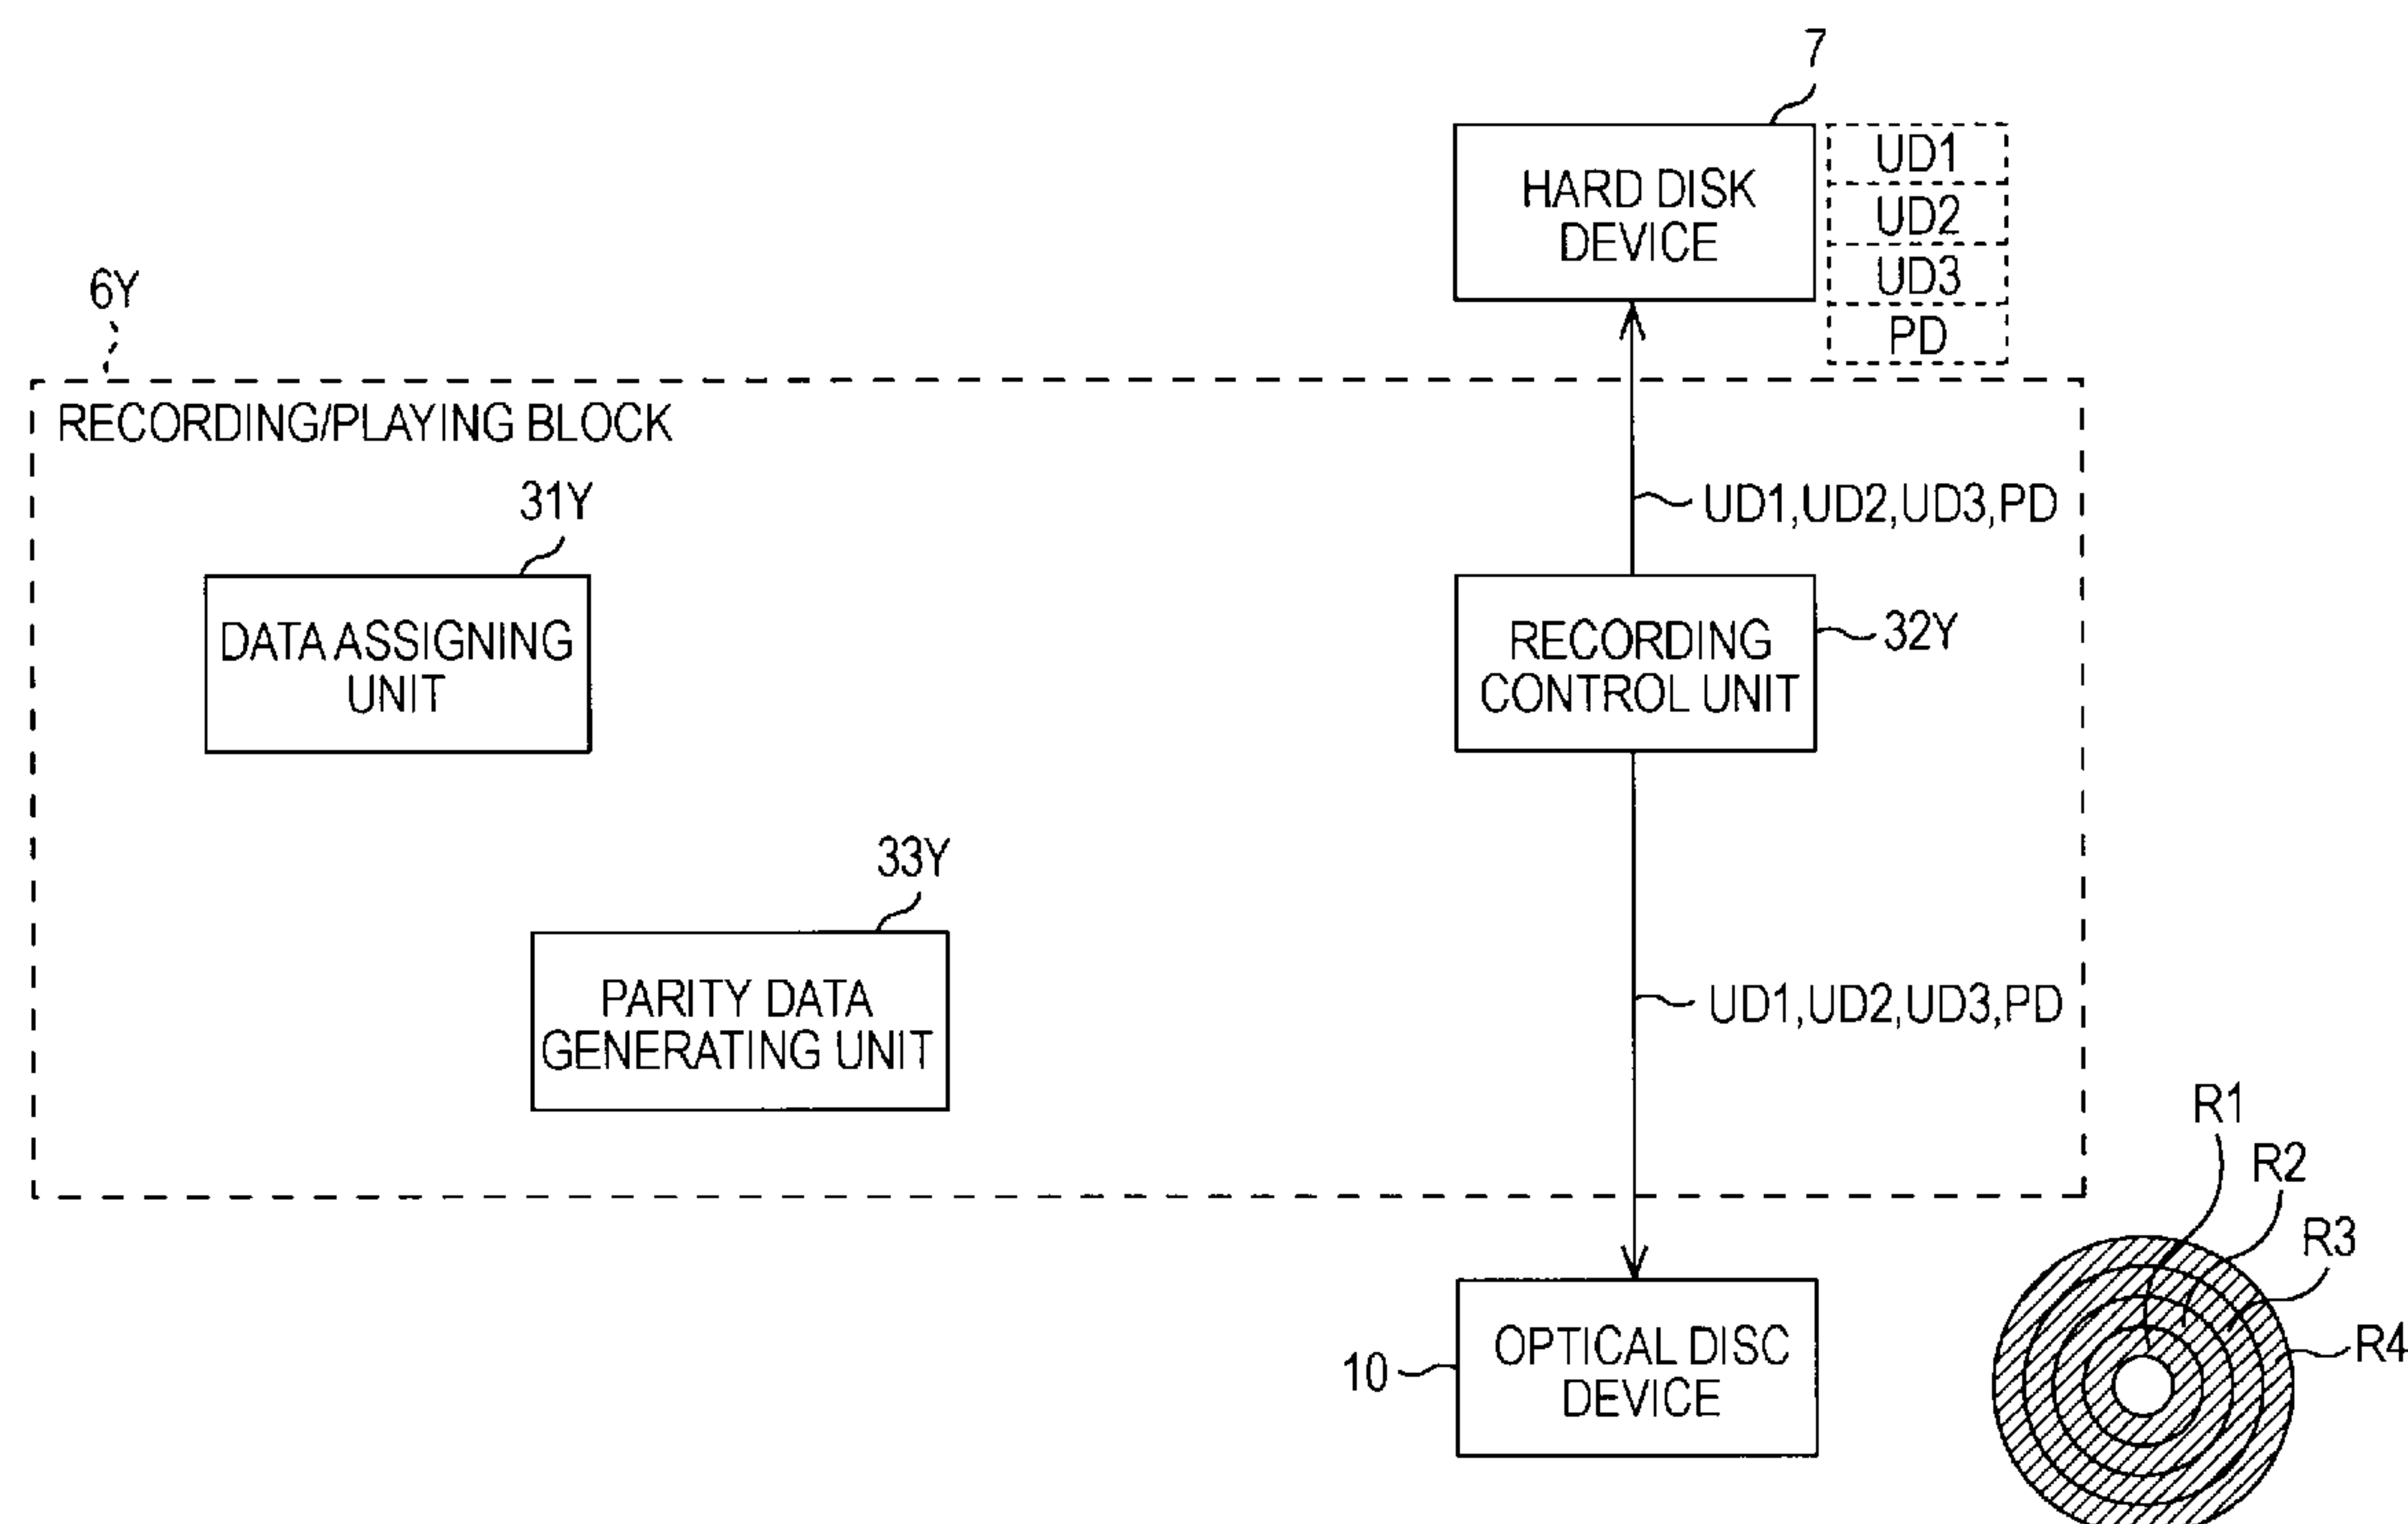 7
HARD DISK
DEVICE
UD1
UD2
UD3
PD
6Y
RECORDING/PLAYING BLOCK
31Y
DATA ASSIGNING
UNIT
UD1,UD2,UD3,PD
RECORDING
CONTROL UNIT
32Y
33Y
PARITY DATA
GENERATING UNIT
UD1,UD2,UD3,PD
R1
R2
R3
R4
10
OPTICAL DISC
DEVICE